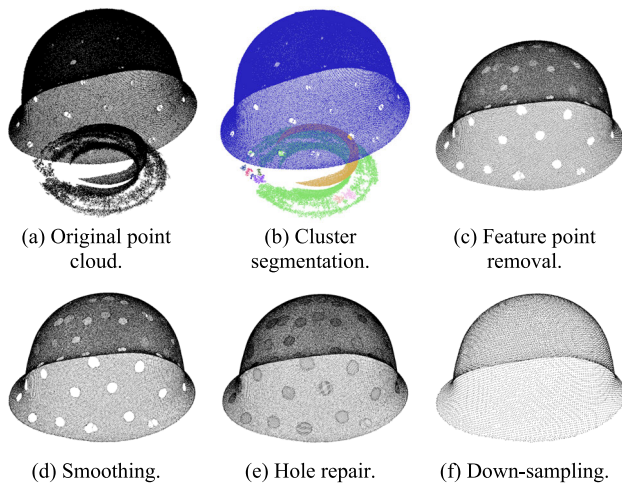 (a) Original point
cloud.
(b) Cluster
segmentation.
(c) Feature point
removal.
(d) Smoothing.
(e) Hole repair.
(f) Down-sampling.